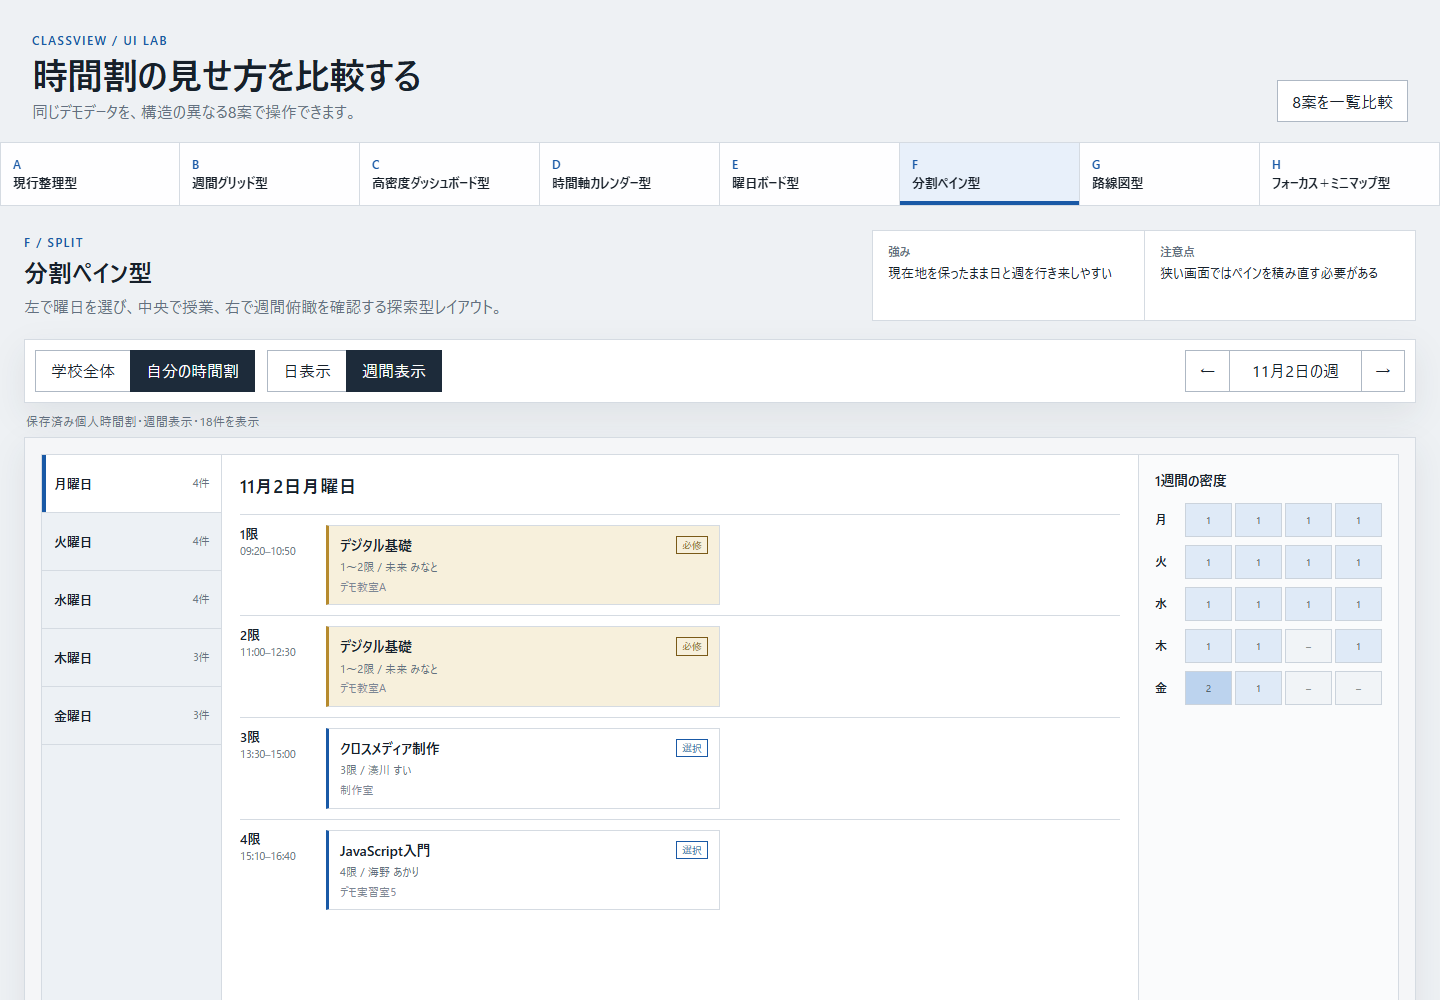 CLASSVIEW / UI LAB
時間割の見せ方を比較する
同じデモデータを、構造の異なる8案で操作できます。
8案を一覧比較
A
現行整理型
B
週間グリッド型
C
高密度ダッシュボード型
D
時間軸カレンダー型
E
曜日ボード型
F
分割ペイン型
G
路線図型
H
フォーカス＋ミニマップ型
F / SPLIT
分割ペイン型
左で曜日を選び、中央で授業、右で週間俯瞰を確認する探索型レイアウト。
強み
現在地を保ったまま日と週を行き来しやすい
注意点
狭い画面ではペインを積み直す必要がある
学校全体
自分の時間割
日表示
週間表示
←
11月2日の週
→
保存済み個人時間割・週間表示・18件を表示
月曜日 4件
火曜日 4件
水曜日 4件
木曜日 3件
金曜日 3件
11月2日月曜日
1限
09:20–10:50
デジタル基礎
必修
1〜2限 / 未来 みなと
デモ教室A
2限
11:00–12:30
デジタル基礎
必修
1〜2限 / 未来 みなと
デモ教室A
3限
13:30–15:00
クロスメディア制作
選択
3限 / 湊川 すい
制作室
4限
15:10–16:40
JavaScript入門
選択
4限 / 海野 あかり
デモ実習室5
1週間の密度
月 1 1 1 1
火 1 1 1 1
水 1 1 1 1
木 1 1 – 1
金 2 1 – –